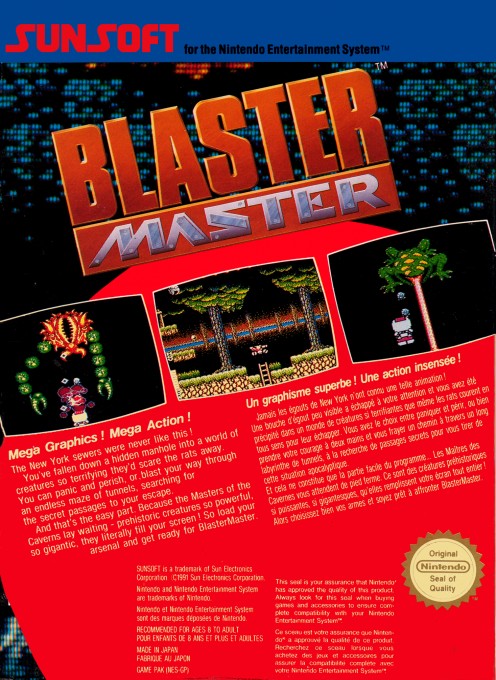 SUNSOFT for the Nintendo Entertainment System™
BLASTER™
MASTER
Mega Graphics ! Mega Action !
The New York sewers were never like this !
You've fallen down a hidden manhole into a world of
creatures so terrifying they'd scare the rats away.
You can panic and perish, or blast your way through
an endless maze of tunnels, searching for
the secret passages to your escape.
And that's the easy part. Because the Masters of the
Caverns lay waiting - prehistoric creatures so powerful,
so gigantic, they literally fill your screen ! So load your
arsenal and get ready for BlasterMaster.
Un graphisme superbe ! Une action insensée !
Jamais les égouts de New York n'ont connu une telle animation !
Une bouche d'égout peu visible a échappé à votre attention et vous avez été
précipité dans un monde de créatures si terrifiantes que même les rats courent en
tous sens pour leur échapper. Vous avez le choix entre paniquer et périr, ou bien
prendre votre courage à deux mains et vous frayer un chemin à travers un long
labyrinthe de tunnels, à la recherche de passages secrets pour vous tirer de
cette situation apocalyptique.
Et cela ne constitue que la partie facile du programme... Les Maîtres des
Cavernes vous attendent de pied ferme. Ce sont des créatures préhistoriques
si puissantes, si gigantesques, qu'elles remplissent votre écran tout entier !
Alors choisissez bien vos armes et soyez prêt à affronter BlasterMaster.
SUNSOFT is a trademark of Sun Electronics
Corporation ©1991 Sun Electronics Corporation.
Nintendo and Nintendo Entertainment System
are trademarks of Nintendo.
Nintendo et Nintendo Entertainment System
sont des marques déposées de Nintendo.
RECOMMENDED FOR AGES 8 TO ADULT
POUR ENFANTS DE 8 ANS ET PLUS ET ADULTES
MADE IN JAPAN
FABRIQUE AU JAPON
GAME PAK (NES-GP)
This seal is your assurance that Nintendo®
has approved the quality of this product.
Always look for this seal when buying
games and accessories to ensure com-
plete compatibility with your Nintendo
Entertainment System™.
Ce sceau est votre assurance que Ninten-
do® a approuvé la qualité de ce produit.
Recherchez ce sceau lorsque vous
achetez des jeux et accessoires pour
assurer la compatibilité complète avec
votre Nintendo Entertainment System™.
Original
Nintendo
Seal of
Quality